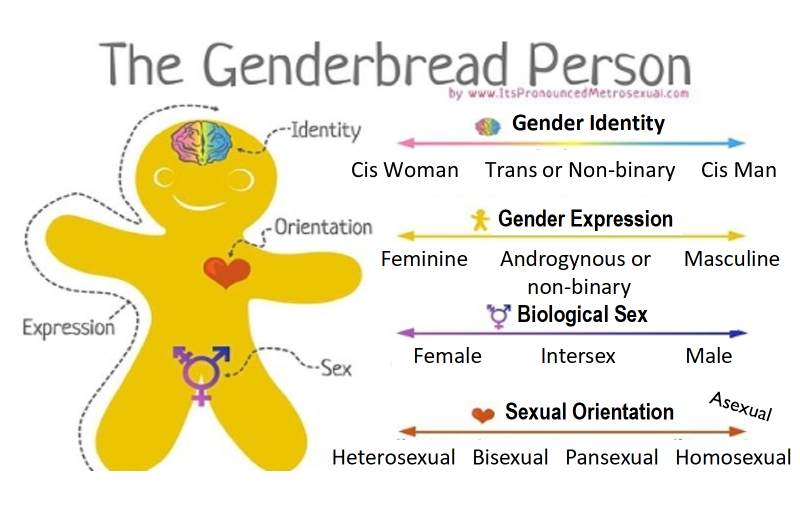 The Genderbread Person
by www.ItsPronouncedMetrosexual.com
Identity
Orientation
Expression
Sex
Gender Identity
Cis Woman Trans or Non-binary Cis Man
Gender Expression
Feminine Androgynous or Masculine
non-binary
Biological Sex
Female Intersex Male
Sexual Orientation Asexual
Heterosexual Bisexual Pansexual Homosexual